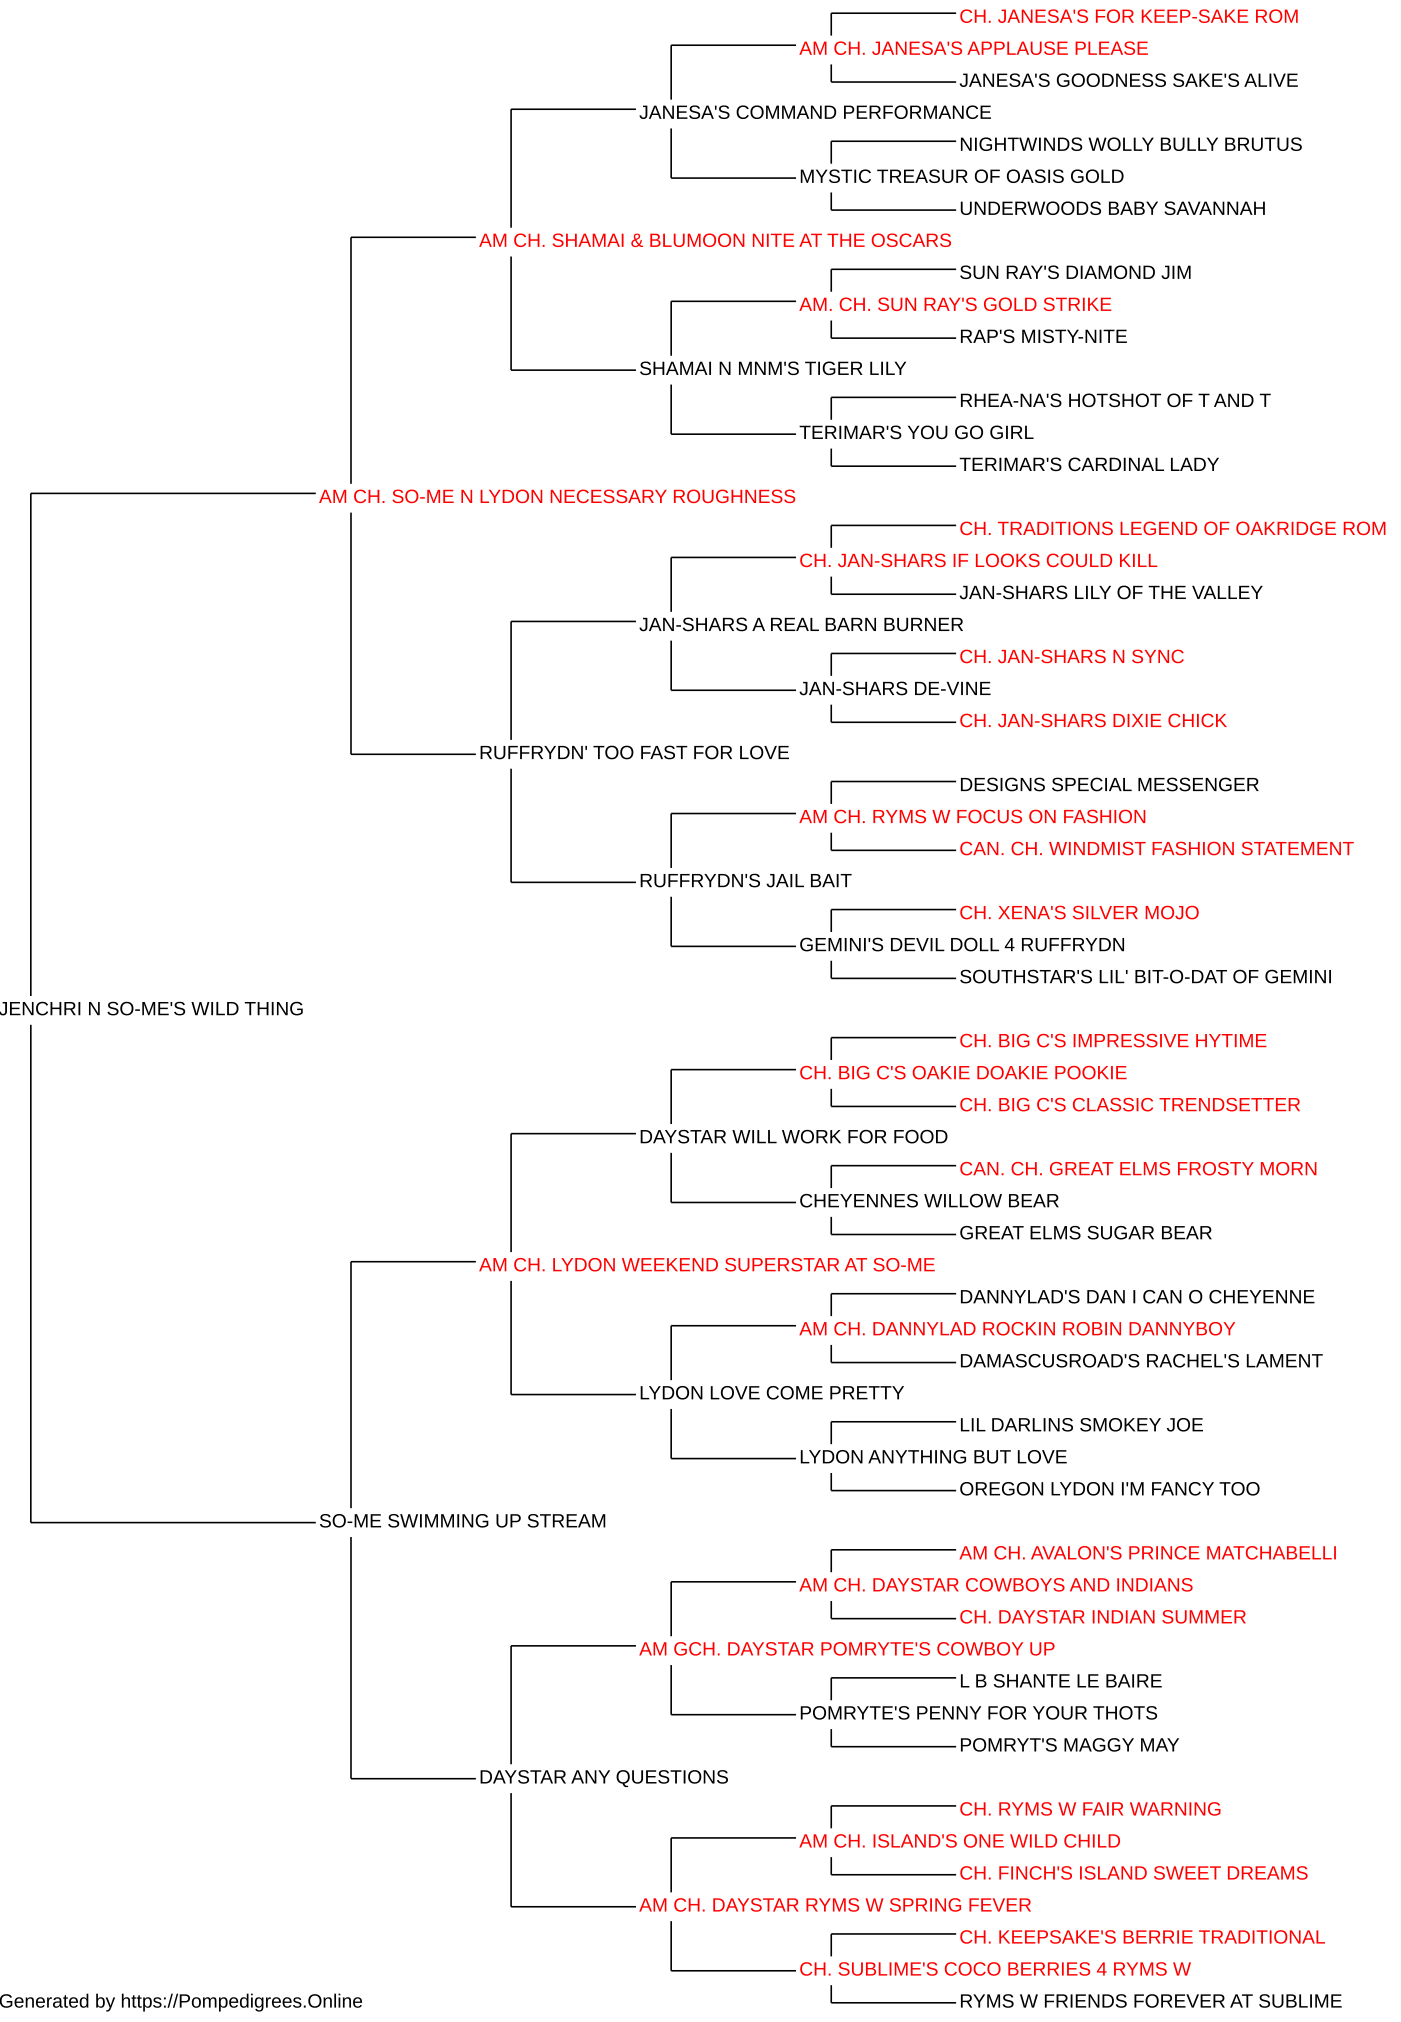 CH. JANESA'S FOR KEEP-SAKE ROM
AM CH. JANESA'S APPLAUSE PLEASE
JANESA'S GOODNESS SAKE'S ALIVE
JANESA'S COMMAND PERFORMANCE
NIGHTWINDS WOLLY BULLY BRUTUS
MYSTIC TREASUR OF OASIS GOLD
UNDERWOODS BABY SAVANNAH
AM CH. SHAMAI & BLUMOON NITE AT THE OSCARS
SUN RAY'S DIAMOND JIM
AM. CH. SUN RAY'S GOLD STRIKE
RAP'S MISTY-NITE
SHAMAI N MNM'S TIGER LILY
RHEA-NA'S HOTSHOT OF T AND T
TERIMAR'S YOU GO GIRL
TERIMAR'S CARDINAL LADY
AM CH. SO-ME N LYDON NECESSARY ROUGHNESS
CH. TRADITIONS LEGEND OF OAKRIDGE ROM
CH. JAN-SHARS IF LOOKS COULD KILL
JAN-SHARS LILY OF THE VALLEY
JAN-SHARS A REAL BARN BURNER
CH. JAN-SHARS N SYNC
JAN-SHARS DE-VINE
CH. JAN-SHARS DIXIE CHICK
RUFFRYDN' TOO FAST FOR LOVE
DESIGNS SPECIAL MESSENGER
AM CH. RYMS W FOCUS ON FASHION
CAN. CH. WINDMIST FASHION STATEMENT
RUFFRYDN'S JAIL BAIT
CH. XENA'S SILVER MOJO
GEMINI'S DEVIL DOLL 4 RUFFRYDN
SOUTHSTAR'S LIL' BIT-O-DAT OF GEMINI
JENCHRI N SO-ME'S WILD THING
CH. BIG C'S IMPRESSIVE HYTIME
CH. BIG C'S OAKIE DOAKIE POOKIE
CH. BIG C'S CLASSIC TRENDSETTER
DAYSTAR WILL WORK FOR FOOD
CAN. CH. GREAT ELMS FROSTY MORN
CHEYENNES WILLOW BEAR
GREAT ELMS SUGAR BEAR
AM CH. LYDON WEEKEND SUPERSTAR AT SO-ME
DANNYLAD'S DAN I CAN O CHEYENNE
AM CH. DANNYLAD ROCKIN ROBIN DANNYBOY
DAMASCUSROAD'S RACHEL'S LAMENT
LYDON LOVE COME PRETTY
LIL DARLINS SMOKEY JOE
LYDON ANYTHING BUT LOVE
OREGON LYDON I'M FANCY TOO
SO-ME SWIMMING UP STREAM
AM CH. AVALON'S PRINCE MATCHABELLI
AM CH. DAYSTAR COWBOYS AND INDIANS
CH. DAYSTAR INDIAN SUMMER
AM GCH. DAYSTAR POMRYTE'S COWBOY UP
L B SHANTE LE BAIRE
POMRYTE'S PENNY FOR YOUR THOTS
POMRYT'S MAGGY MAY
DAYSTAR ANY QUESTIONS
CH. RYMS W FAIR WARNING
AM CH. ISLAND'S ONE WILD CHILD
CH. FINCH'S ISLAND SWEET DREAMS
AM CH. DAYSTAR RYMS W SPRING FEVER
CH. KEEPSAKE'S BERRIE TRADITIONAL
CH. SUBLIME'S COCO BERRIES 4 RYMS W
RYMS W FRIENDS FOREVER AT SUBLIME
Generated by https://Pompedigrees.Online